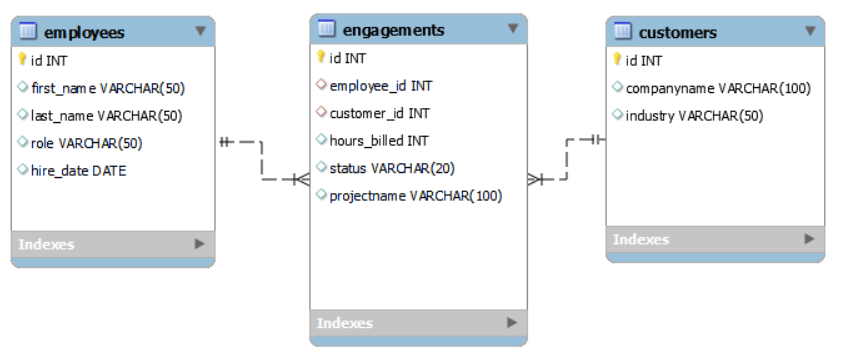 employees
id INT
first_name VARCHAR(50)
last_name VARCHAR(50)
role VARCHAR(50)
hire_date DATE
Indexes
engagements
id INT
employee_id INT
customer_id INT
hours_billed INT
status VARCHAR(20)
projectname VARCHAR(100)
Indexes
customers
id INT
companyname VARCHAR(100)
industry VARCHAR(50)
Indexes